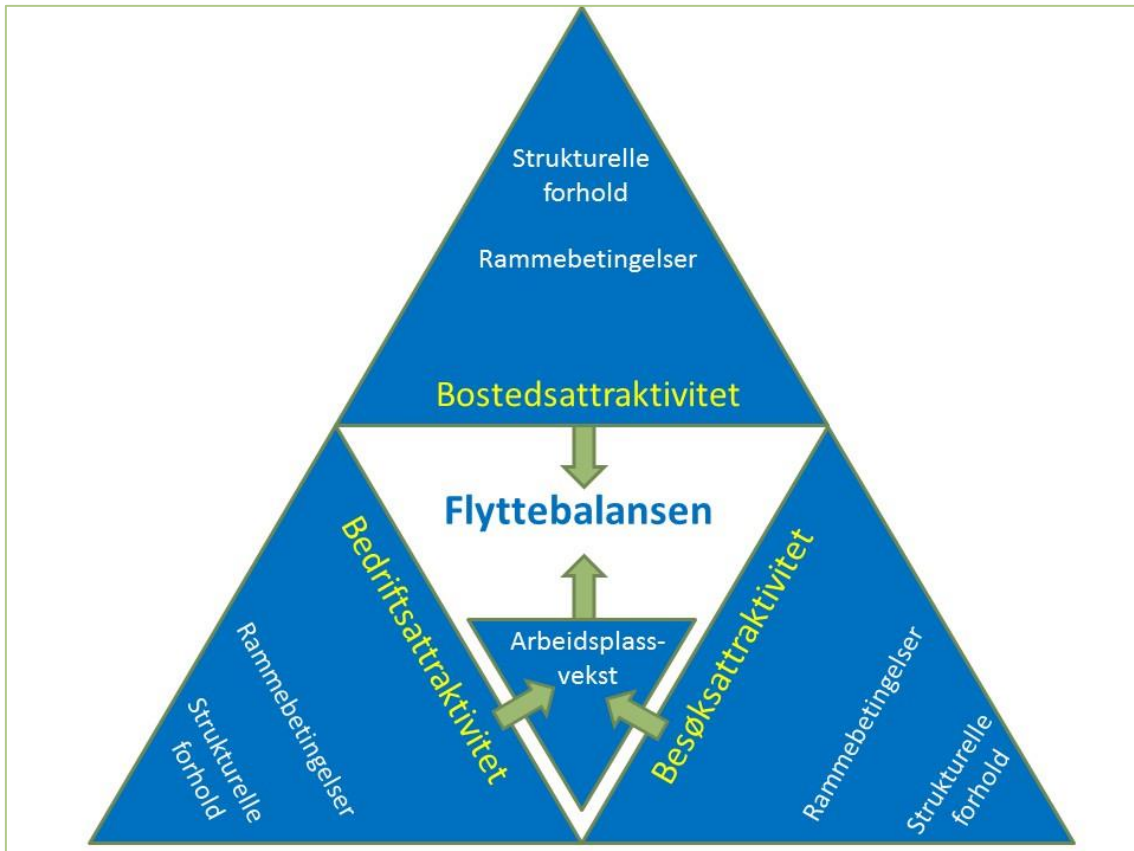 Strukturelle
forhold
Rammebetingelser
Bostedsattraktivitet
Flyttebalansen
Bedriftsattraktivitet
Rammebetingelser
Strukturelle
forhold
Arbeidsplass-
vekst
Besøksattraktivitet
Rammebetingelser
Strukturelle
forhold